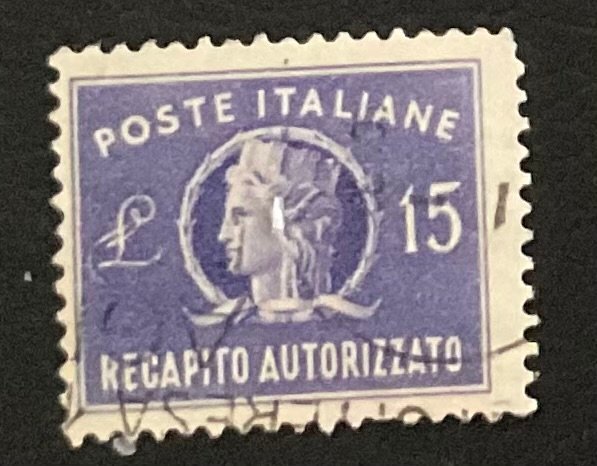 POSTE ITALIANE
£ 15
RECAPITO AUTORIZZATO